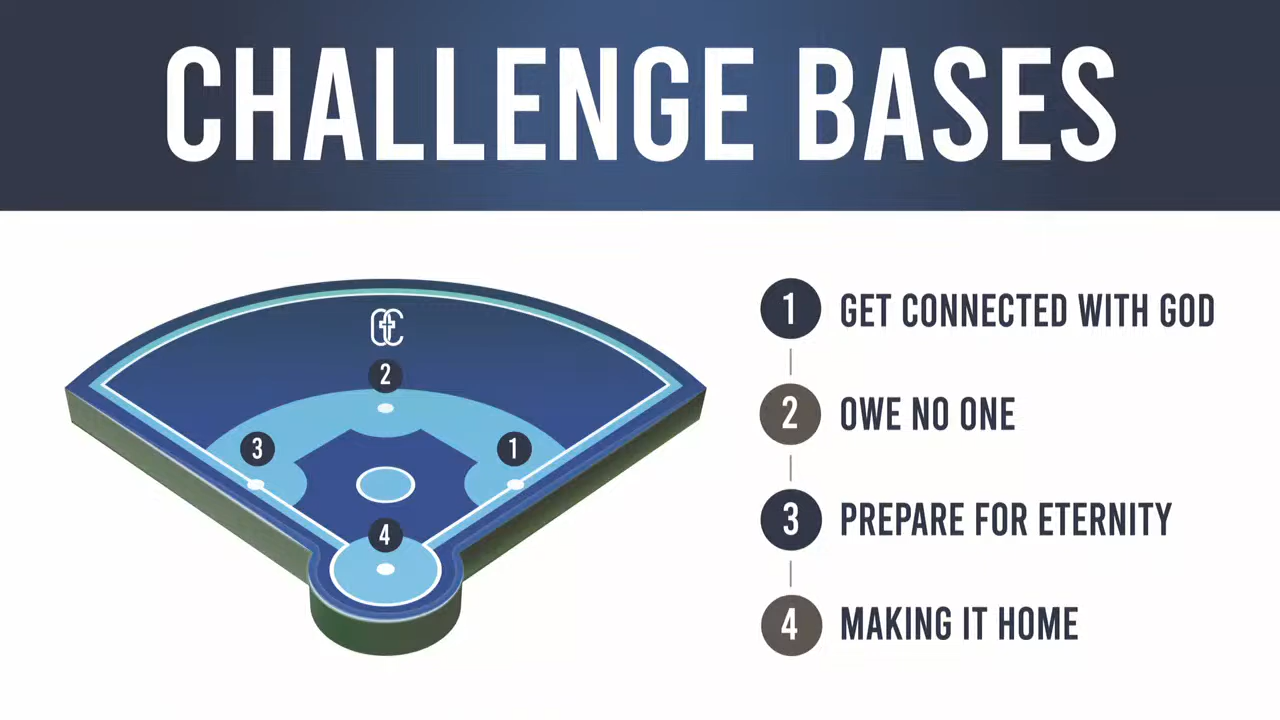 CHALLENGE BASES
2
3
1
4
1 GET CONNECTED WITH GOD
2 OWE NO ONE
3 PREPARE FOR ETERNITY
4 MAKING IT HOME